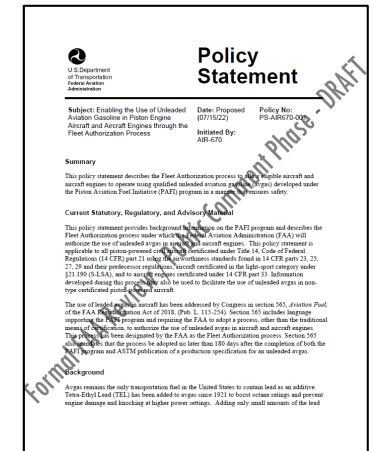 Policy
Statement
U.S.Department
of Transportation
Federal Aviation
Administration
Subject: Enabling the Use of Unleaded
Aviation Gasoline in Piston Engine
Aircraft and Aircraft Engines through the
Fleet Authorization Process
Date: Proposed
(07/15/22)
Initiated By:
AIR-670
Policy No:
PS-AIR670-001
Summary
This policy statement describes the Fleet Authorization process to allow eligible aircraft and
aircraft engines to operate using qualified unleaded aviation gasoline (avgas) developed under
the Piston Aviation Fuel Initiative (PAFI) program in a manner that ensures safety.
Current Statutory, Regulatory, and Advisory Material
This policy statement provides background information on the PAFI program and describes the
Fleet Authorization process under which the Federal Aviation Administration (FAA) will
authorize the use of unleaded avgas in aircraft and aircraft engines. This policy statement is
applicable to all piston-powered aircraft certificated under Title 14, Code of Federal
Regulations (14 CFR) part 21 using the airworthiness standards found in 14 CFR parts 23, 25,
27, 29 and their predecessor regulations, aircraft certificated in the light-sport category under
§21.190 (S-LSA), and to aircraft engines certificated under 14 CFR part 33. Information
developed during this process may also be used to facilitate the use of unleaded avgas in non-
type certificated piston-powered aircraft.
The use of leaded avgas in aircraft has been addressed by Congress in section 565, Aviation Fuel,
of the FAA Reauthorization Act of 2018, (Pub. L. 115-254). Section 565 includes language
supporting the PAFI program and requiring the FAA to adopt a process, other than the traditional
means of certification, to authorize the use of unleaded avgas in aircraft and aircraft engines.
This process has been designated by the FAA as the Fleet Authorization process. Section 565
also mandates that the process be adopted no later than 180 days after the completion of both the
PAFI program and ASTM publication of a production specification for an unleaded avgas.
Background
Avgas remains the only transportation fuel in the United States to contain lead as an additive.
Tetra-Ethyl Lead (TEL) has been added to avgas since 1921 to boost octane ratings and prevent
engine damage and knocking at higher power settings. Adding only small amounts of the lead
Public Comment Phase - DRAFT